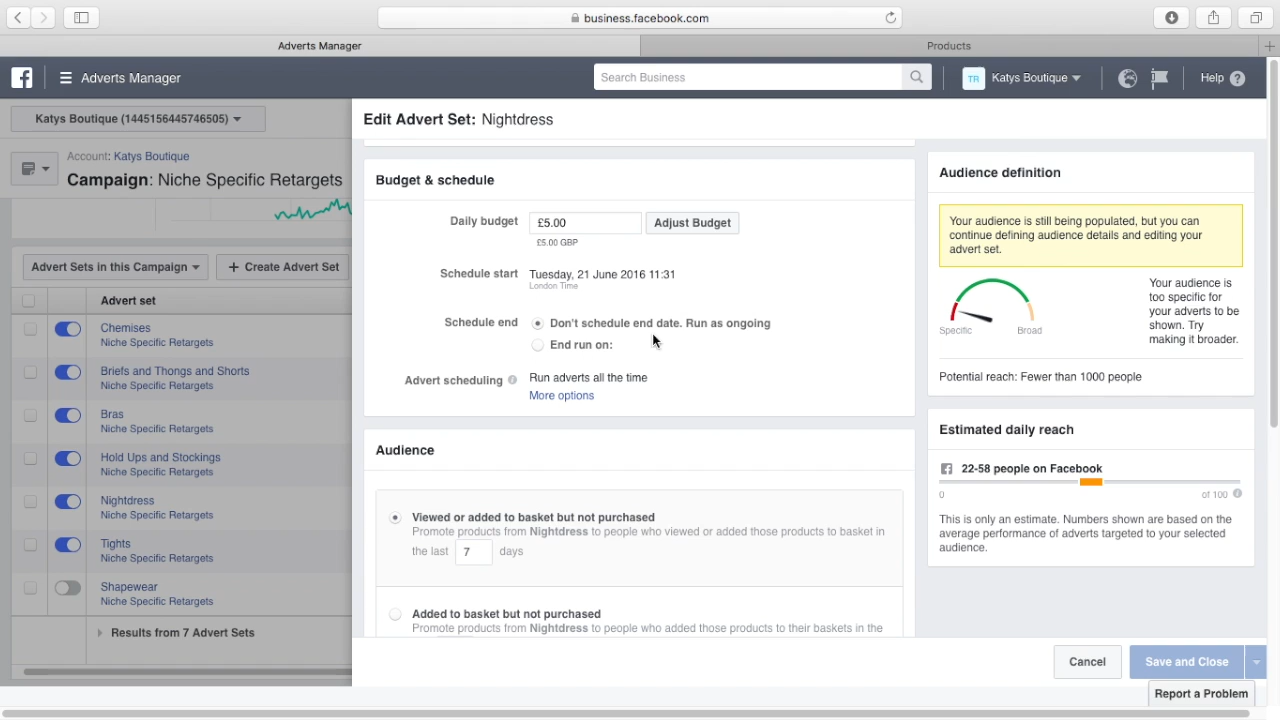 business.facebook.com
Adverts Manager
Products
Adverts Manager
Search Business
TR
Katys Boutique
Help
Katys Boutique (1445156445746505)
Account: Katys Boutique
Campaign: Niche Specific Retargets
Advert Sets in this Campaign
+ Create Advert Set
Advert set
Chemises
Niche Specific Retargets
Briefs and Thongs and Shorts
Niche Specific Retargets
Bras
Niche Specific Retargets
Hold Ups and Stockings
Niche Specific Retargets
Nightdress
Niche Specific Retargets
Tights
Niche Specific Retargets
Shapewear
Niche Specific Retargets
Results from 7 Advert Sets
Edit Advert Set: Nightdress
Budget & schedule
Daily budget
£5.00
Adjust Budget
£5.00 GBP
Schedule start
Tuesday, 21 June 2016 11:31
London Time
Schedule end
Don't schedule end date. Run as ongoing
End run on:
Advert scheduling
Run adverts all the time
More options
Audience
Viewed or added to basket but not purchased
Promote products from Nightdress to people who viewed or added those products to basket in
the last 7 days
Added to basket but not purchased
Promote products from Nightdress to people who added those products to their baskets in the
Audience definition
Your audience is still being populated, but you can
continue defining audience details and editing your
advert set.
Specific
Broad
Your audience is
too specific for
your adverts to be
shown. Try
making it broader.
Potential reach: Fewer than 1000 people
Estimated daily reach
22-58 people on Facebook
0
of 100
This is only an estimate. Numbers shown are based on the
average performance of adverts targeted to your selected
audience.
Cancel
Save and Close
Report a Problem